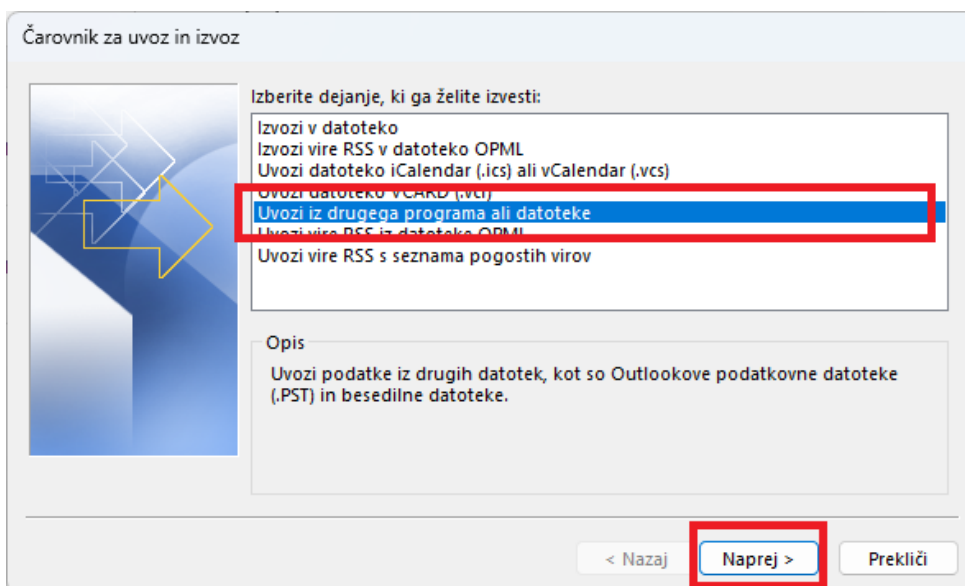 Čarovnik za uvoz in izvoz
Izberite dejanje, ki ga želite izvesti:
Izvozi v datoteko
Izvozi vire RSS v datoteko OPML
Uvozi datoteko iCalendar (.ics) ali vCalendar (.vcs)
Uvozi datoteko VCARD (.vcf)
Uvozi iz drugega programa ali datoteke
Uvozi vire RSS iz datoteke OPML
Uvozi vire RSS s seznama pogostih virov
Opis
Uvozi podatke iz drugih datotek, kot so Outlookove podatkovne datoteke
(.PST) in besedilne datoteke.
< Nazaj Naprej > Prekliči